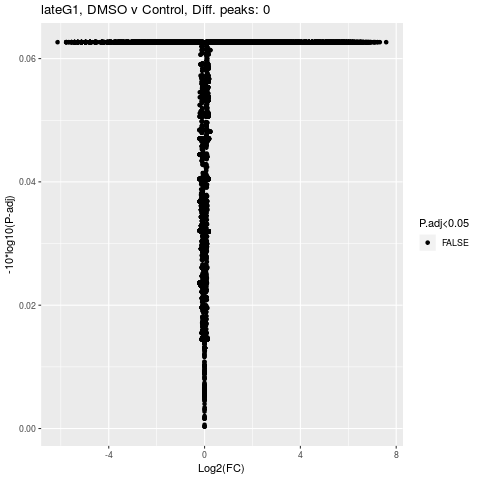 lateG1, DMSO v Control, Diff. peaks: 0
-10*log10(P-adj)
0.06
0.04
0.02
0.00
-4
0
4
8
Log2(FC)
P.adj<0.05
FALSE